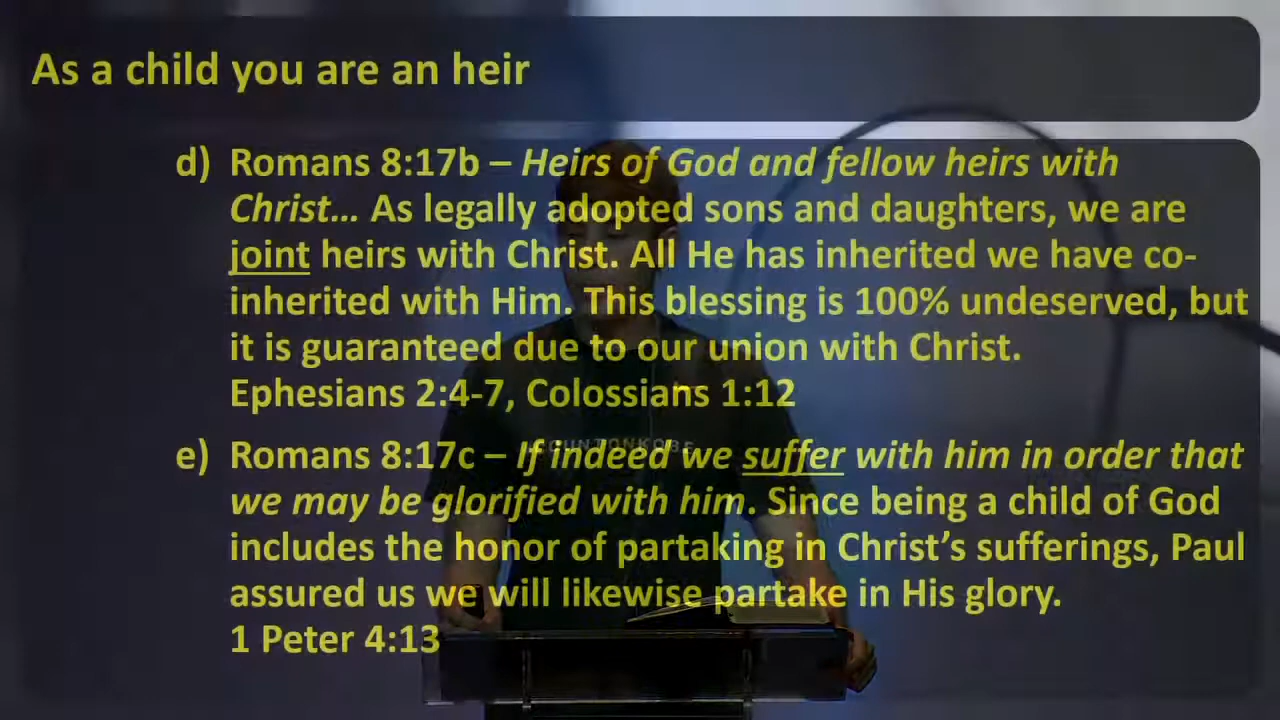 As a child you are an heir
d) Romans 8:17b – Heirs of God and fellow heirs with
Christ… As legally adopted sons and daughters, we are
joint heirs with Christ. All He has inherited we have co-
inherited with Him. This blessing is 100% undeserved, but
it is guaranteed due to our union with Christ.
Ephesians 2:4-7, Colossians 1:12
e) Romans 8:17c – If indeed we suffer with him in order that
we may be glorified with him. Since being a child of God
includes the honor of partaking in Christ’s sufferings, Paul
assured us we will likewise partake in His glory.
1 Peter 4:13